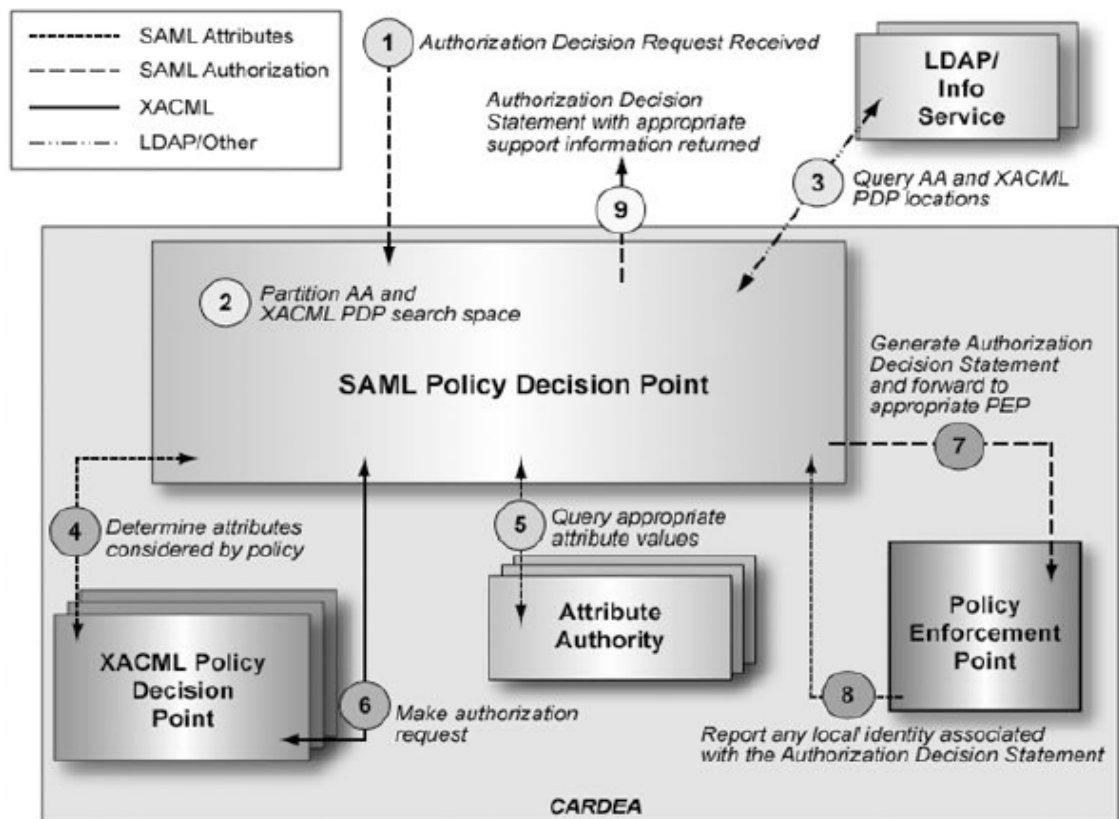 SAML Attributes
SAML Authorization
XACML
LDAP/Other
1
Authorization Decision Request Received
LDAP/
Info
Service
Authorization Decision
Statement with appropriate
support information returned
3
Query AA and XACML
PDP locations
9
2
Partition AA and
XACML PDP search space
SAML Policy Decision Point
Generate Authorization
Decision Statement
and forward to
appropriate PEP
7
4
Determine attributes
considered by policy
5
Query appropriate
attribute values
XACML Policy
Decision
Point
6
Make authorization
request
Attribute
Authority
Policy
Enforcement
Point
8
Report any local identity associated
with the Authorization Decision Statement
CARDEA